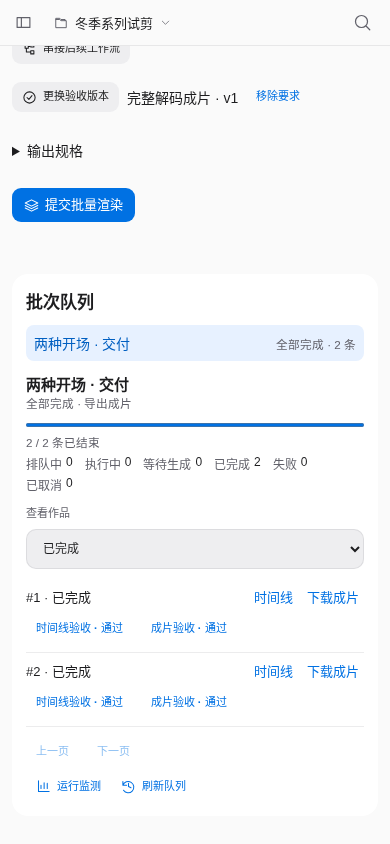 冬季系列试剪
串接后续工作流
更换验收版本 完整解码成片 · v1 移除要求
输出规格
提交批量渲染
批次队列
两种开场 · 交付 全部完成 · 2 条
两种开场 · 交付
全部完成 · 导出成片
2 / 2 条已结束
排队中 0 执行中 0 等待生成 0 已完成 2 失败 0
已取消 0
查看作品
已完成
#1 · 已完成 时间线 下载成片
时间线验收 · 通过 成片验收 · 通过
#2 · 已完成 时间线 下载成片
时间线验收 · 通过 成片验收 · 通过
上一页 下一页
运行监测 刷新队列